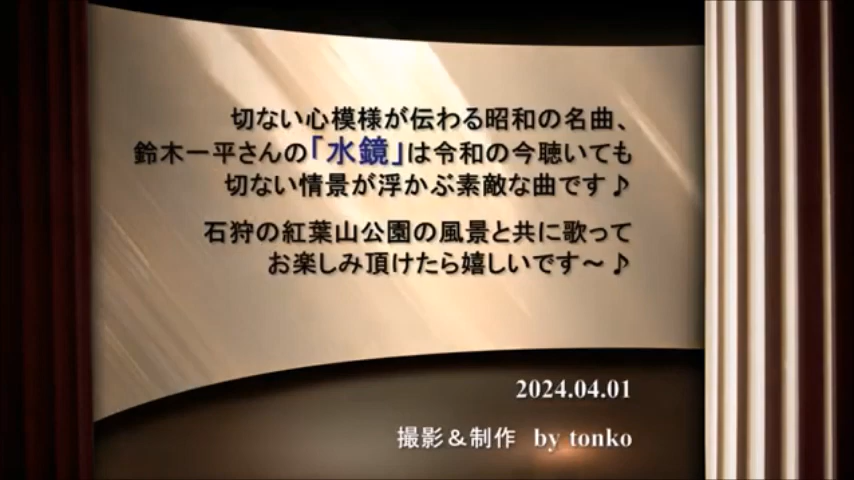 切ない心模様が伝わる昭和の名曲、
鈴木一平さんの「水鏡」は令和の今聴いても
切ない情景が浮かぶ素敵な曲です♪
石狩の紅葉山公園の風景と共に歌って
お楽しみ頂けたら嬉しいです～♪
2024.04.01
撮影＆制作 by tonko